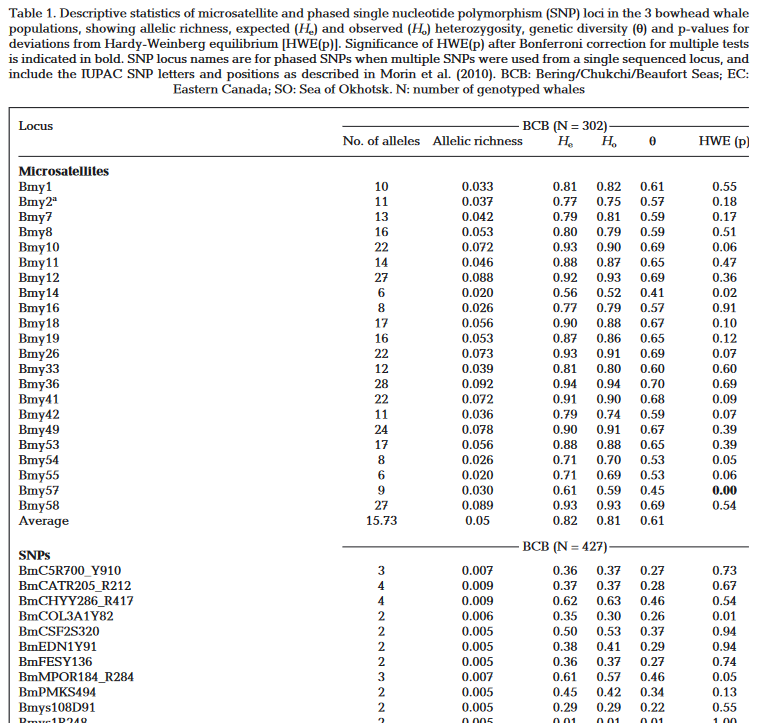 Table 1. Descriptive statistics of microsatellite and phased single nucleotide polymorphism (SNP) loci in the 3 bowhead whale
populations, showing allelic richness, expected (He) and observed (Ho) heterozygosity, genetic diversity (θ) and p-values for
deviations from Hardy-Weinberg equilibrium [HWE(p)]. Significance of HWE(p) after Bonferroni correction for multiple tests
is indicated in bold. SNP locus names are for phased SNPs when multiple SNPs were used from a single sequenced locus, and
include the IUPAC SNP letters and positions as described in Morin et al. (2010). BCB: Bering/Chukchi/Beaufort Seas; EC:
Eastern Canada; SO: Sea of Okhotsk. N: number of genotyped whales
Locus BCB (N = 302)
No. of alleles Allelic richness He Ho θ HWE (p)
Microsatellites
Bmy1 10 0.033 0.81 0.82 0.61 0.55
Bmy2a 11 0.037 0.77 0.75 0.57 0.18
Bmy7 13 0.042 0.79 0.81 0.59 0.17
Bmy8 16 0.053 0.80 0.79 0.59 0.51
Bmy10 22 0.072 0.93 0.90 0.69 0.06
Bmy11 14 0.046 0.88 0.87 0.65 0.47
Bmy12 27 0.088 0.92 0.93 0.69 0.36
Bmy14 6 0.020 0.56 0.52 0.41 0.02
Bmy16 8 0.026 0.77 0.79 0.57 0.91
Bmy18 17 0.056 0.90 0.88 0.67 0.10
Bmy19 16 0.053 0.87 0.86 0.65 0.12
Bmy26 22 0.073 0.93 0.91 0.69 0.07
Bmy33 12 0.039 0.81 0.80 0.60 0.60
Bmy36 28 0.092 0.94 0.94 0.70 0.69
Bmy41 22 0.072 0.91 0.90 0.68 0.09
Bmy42 11 0.036 0.79 0.74 0.59 0.07
Bmy49 24 0.078 0.90 0.91 0.67 0.39
Bmy53 17 0.056 0.88 0.88 0.65 0.39
Bmy54 8 0.026 0.71 0.70 0.53 0.05
Bmy55 6 0.020 0.71 0.69 0.53 0.06
Bmy57 9 0.030 0.61 0.59 0.45 0.00
Bmy58 27 0.089 0.93 0.93 0.69 0.54
Average 15.73 0.05 0.82 0.81 0.61
BCB (N = 427)
SNPs
BmC5R700_Y910 3 0.007 0.36 0.37 0.27 0.73
BmCATR205_R212 4 0.009 0.37 0.37 0.28 0.67
BmCHYY286_R417 4 0.009 0.62 0.63 0.46 0.54
BmCOL3A1Y82 2 0.006 0.35 0.30 0.26 0.01
BmCSF2S320 2 0.005 0.50 0.53 0.37 0.94
BmEDN1Y91 2 0.005 0.38 0.41 0.29 0.94
BmFESY136 2 0.005 0.36 0.37 0.27 0.74
BmMPOR184_R284 3 0.007 0.61 0.57 0.46 0.05
BmPMKS494 2 0.005 0.45 0.42 0.34 0.13
Bmys108D91 2 0.005 0.29 0.29 0.22 0.55
Bmys1R248 2 0.005 0.01 0.01 0.01 1.00